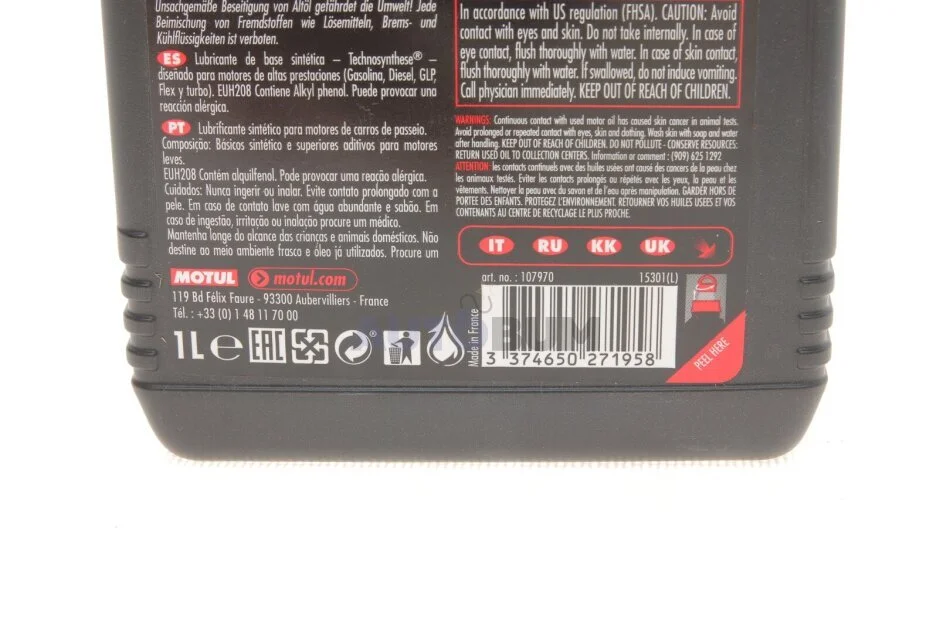 Unsachgemäße Beseitigung von Altöl gefährdet die Umwelt! Jede
Beimischung von Fremdstoffen wie Lösemitteln, Brems- und
Kühlflüssigkeiten ist verboten.
ES Lubricante de base sintética – Technosynthese® –
diseñado para motores de altas prestaciones (Gasolina, Diesel, GLP,
Flex y turbo). EUH208 Contiene Alkyl phenol. Puede provocar una
reacción alérgica.
PT Lubrificante sintético para motores de carros de passeio.
Composição: Básicos sintético e superiores aditivos para motores
leves.
EUH208 Contém alquilfenol. Pode provocar uma reacção alérgica.
Cuidados: Nunca ingerir ou inalar. Evite contato prolongado com a
pele. Em caso de contato lave com água abundante e sabão. Em
caso de ingestão, irritação ou inalação procure um médico.
Mantenha longe do alcance das crianças e animais domésticos. Não
destine ao meio ambiente frasco e óleo já utilizados. Procure um
MOTUL motul.com
119 Bd Félix Faure - 93300 Aubervilliers - France
Tél. : +33 (0) 1 48 11 70 00
1L e EAC
In accordance with US regulation (FHSA). CAUTION: Avoid
contact with eyes and skin. Do not take internally. In case of
eye contact, flush thoroughly with water. In case of skin contact,
flush thoroughly with water. If swallowed, do not induce vomiting.
Call physician immediately. KEEP OUT OF REACH OF CHILDREN.
WARNINGS: Continuous contact with used motor oil has caused skin cancer in animal tests.
Avoid prolonged or repeated contact with eyes, skin and clothing. Wash skin with soap and water
after handling. KEEP OUT OF REACH OF CHILDREN. DO NOT POLLUTE - CONSERVE RESOURCES:
RETURN USED OIL TO COLLECTION CENTERS. Information or comment : (909) 625 1292
ATTENTION : les contacts continuels avec des huiles usées ont causé des cancers de la peau chez
les animaux testés. Eviter les contacts prolongés ou répétés avec les yeux, la peau et les
vêtements. Nettoyer la peau avec du savon et de l'eau après manipulation. GARDER HORS DE
PORTEE DES ENFANTS. PROTEGEZ L'ENVIRONNEMENT. RETOURNER VOS HUILES USEES ET VOS
CONTENANTS AU CENTRE DE RECYCLAGE LE PLUS PROCHE.
IT RU KK UK
art. no. : 107970 15301(L)
Made in France
3 374650 271958
PEEL HERE